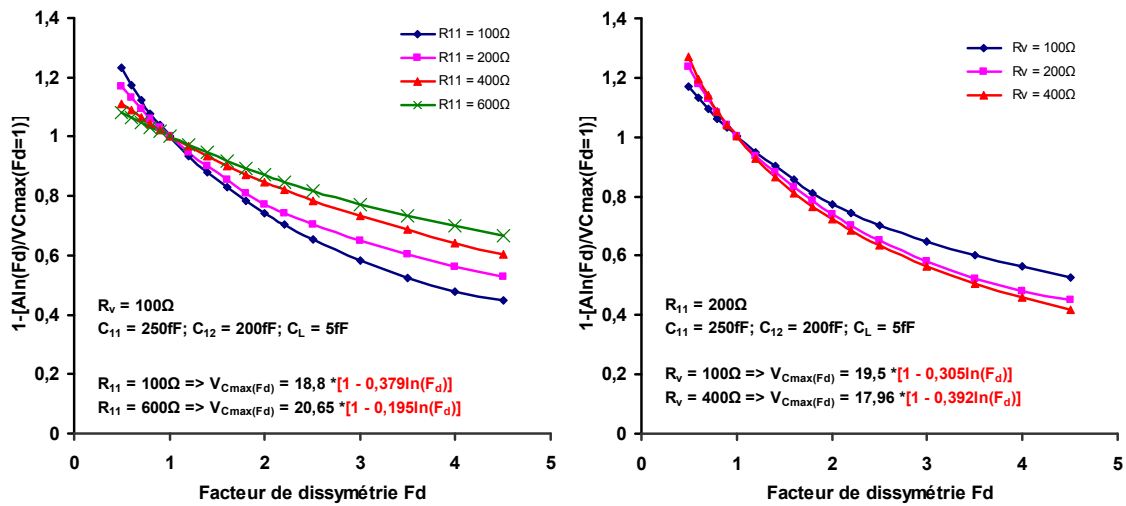 1-[Aln(Fd)/VCmax(Fd=1)]
1,4
1,2
1
0,8
0,6
0,4
0,2
0
R11 = 100Ω
R11 = 200Ω
R11 = 400Ω
R11 = 600Ω
Rv = 100Ω
C11 = 250fF; C12 = 200fF; CL = 5fF
R11 = 100Ω => VCmax(Fd) = 18,8 *[1 - 0,379ln(Fd)]
R11 = 600Ω => VCmax(Fd) = 20,65 *[1 - 0,195ln(Fd)]
0 1 2 3 4 5
Facteur de dissymétrie Fd
1-[Aln(Fd)/VCmax(Fd=1)]
1,4
1,2
1
0,8
0,6
0,4
0,2
0
Rv = 100Ω
Rv = 200Ω
Rv = 400Ω
R11 = 200Ω
C11 = 250fF; C12 = 200fF; CL = 5fF
Rv = 100Ω => VCmax(Fd) = 19,5 *[1 - 0,305ln(Fd)]
Rv = 400Ω => VCmax(Fd) = 17,96 *[1 - 0,392ln(Fd)]
0 1 2 3 4 5
Facteur de dissymétrie Fd